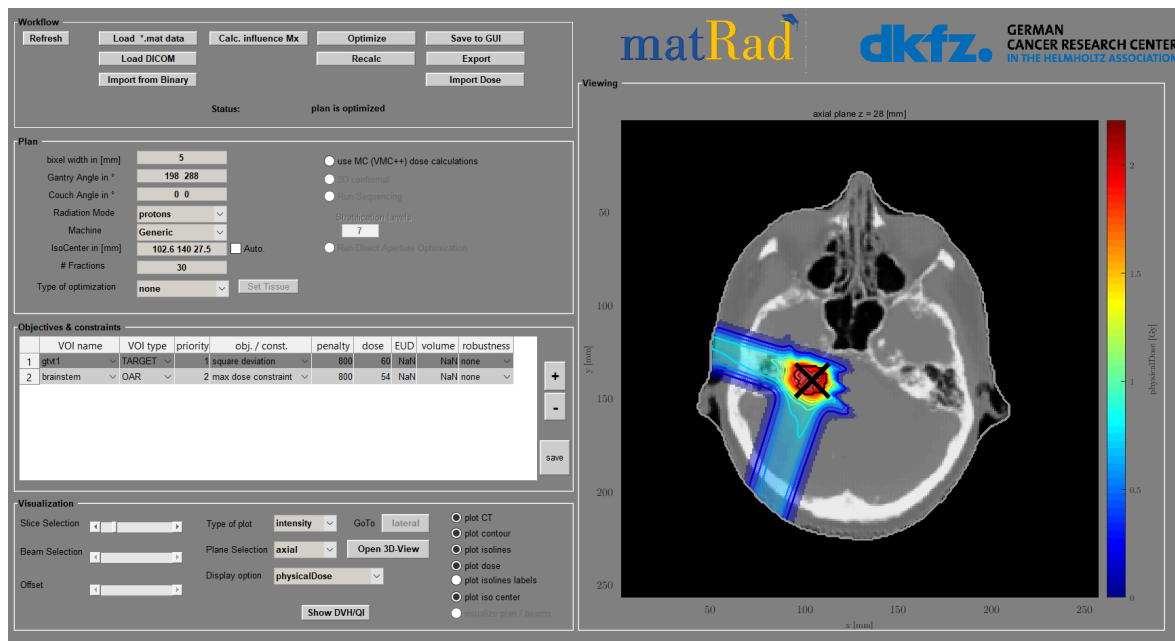 Workflow
Refresh
Load *.mat data
Calc. influence Mx
Optimize
Save to GUI
Load DICOM
Recalc
Export
Import from Binary
Import Dose
Status: plan is optimized
matRad
dkfz.
GERMAN
CANCER RESEARCH CENTER
IN THE HELMHOLTZ ASSOCIATION
Plan
bixel width in [mm] 5
Gantry Angle in ° 198 288
Couch Angle in ° 0 0
Radiation Mode protons
Machine Generic
IsoCenter in [mm] 102.6 140 27.5 Auto.
# Fractions 30
Type of optimization none Set Tissue
use MC (VMC++) dose calculations
3D conformal
Run Sequencing
Stratification Levels
7
Run Direct Aperture Optimization
Objectives & constraints
VOI name VOI type priority obj. / const. penalty dose EUD volume robustness
1 gtvt1 TARGET 1 square deviation 800 60 NaN NaN none
2 brainstem OAR 2 max dose constraint 800 54 NaN NaN none
+
-
save
Visualization
Slice Selection
Beam Selection
Offset
Type of plot intensity GoTo lateral
Plane Selection axial Open 3D-View
Display option physicalDose
Show DVH/QI
plot CT
plot contour
plot isolines
plot dose
plot isolines labels
plot iso center
visualize plan / beams
Viewing
axial plane z = 28 [mm]
y [mm]
50
100
150
200
250
50 100 150 200 250
x [mm]
2
1.5
1
0.5
0
physicalDose [Gy]